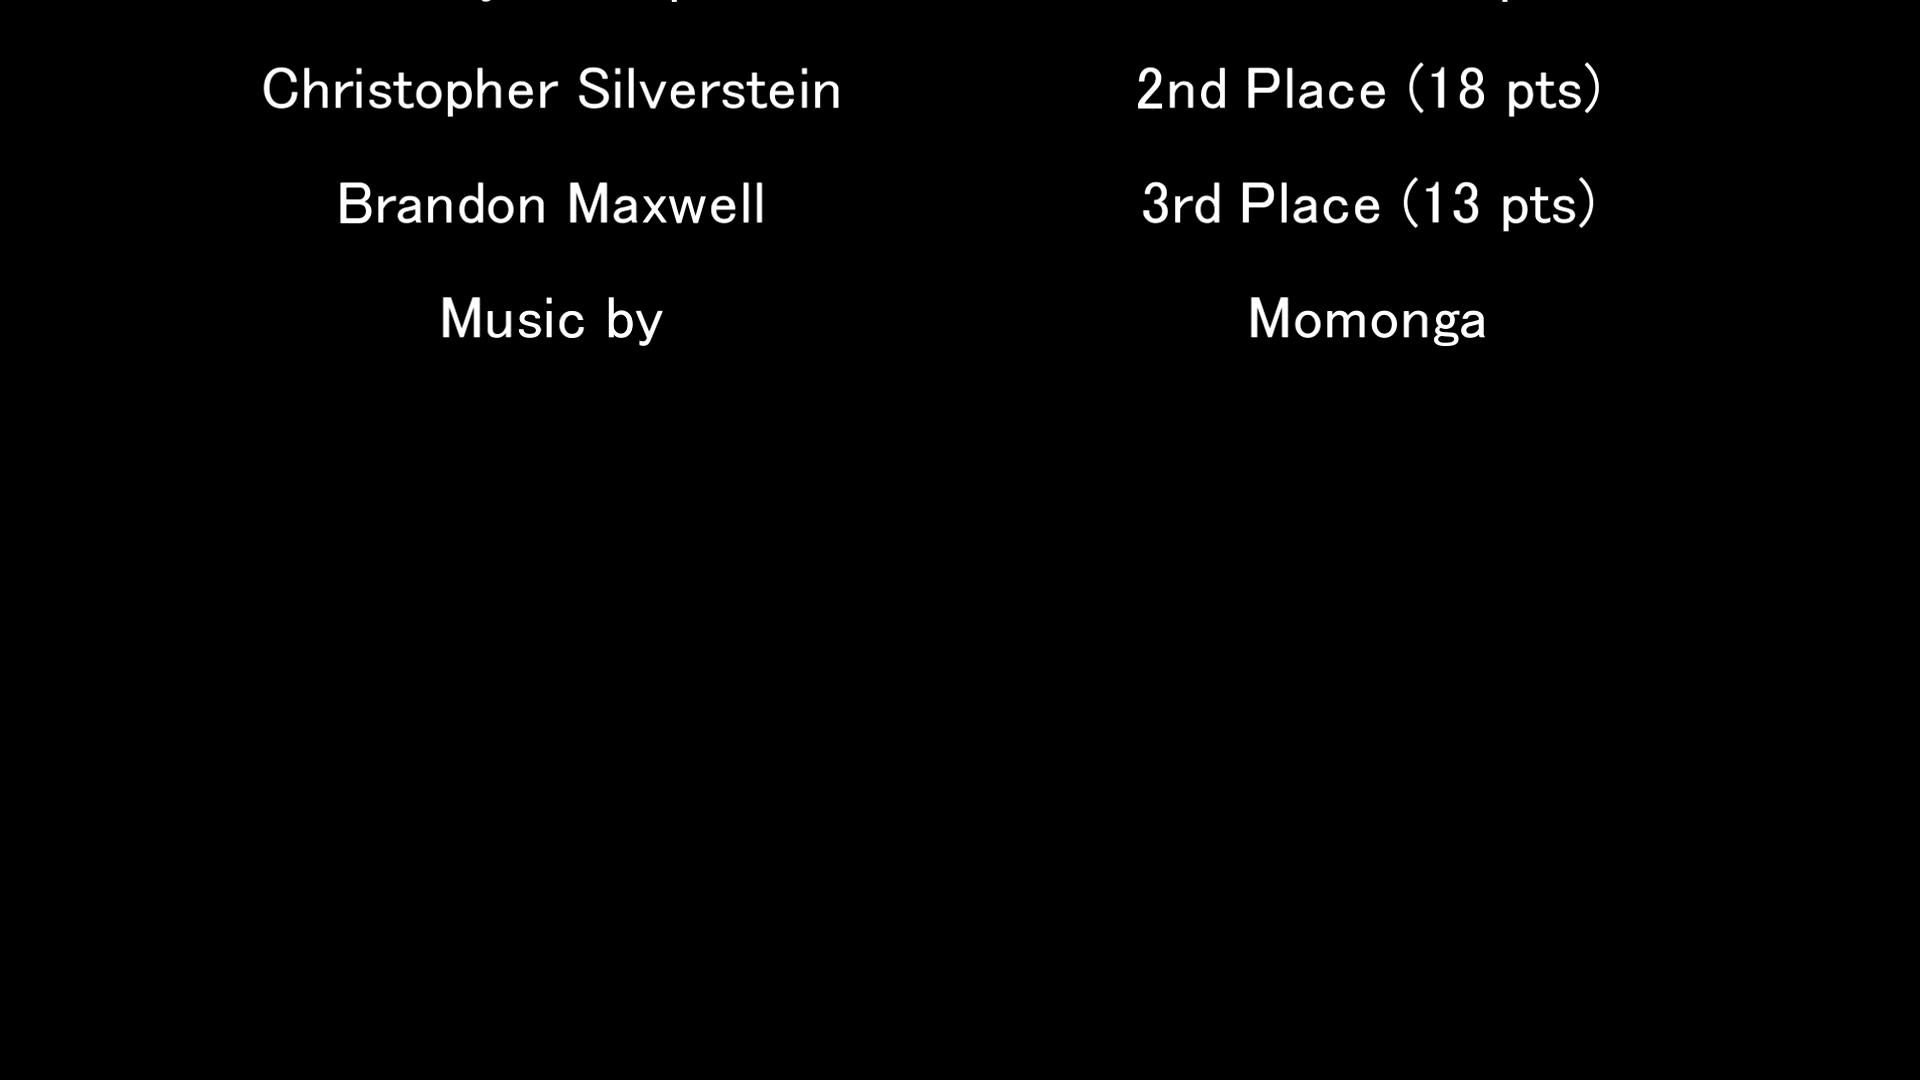 Christopher Silverstein 2nd Place (18 pts)
Brandon Maxwell 3rd Place (13 pts)
Music by Momonga